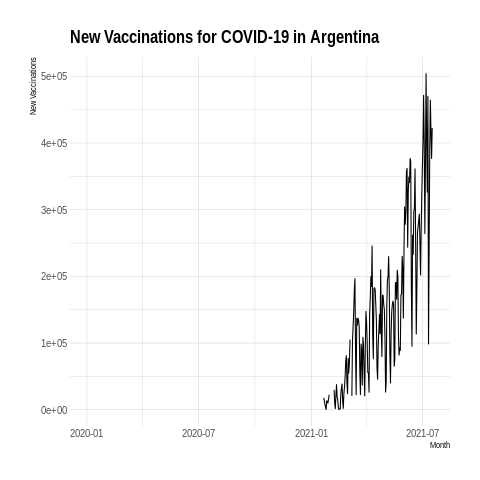 New Vaccinations for COVID-19 in Argentina
New Vaccinations
5e+05
4e+05
3e+05
2e+05
1e+05
0e+00
2020-01 2020-07 2021-01 2021-07
Month